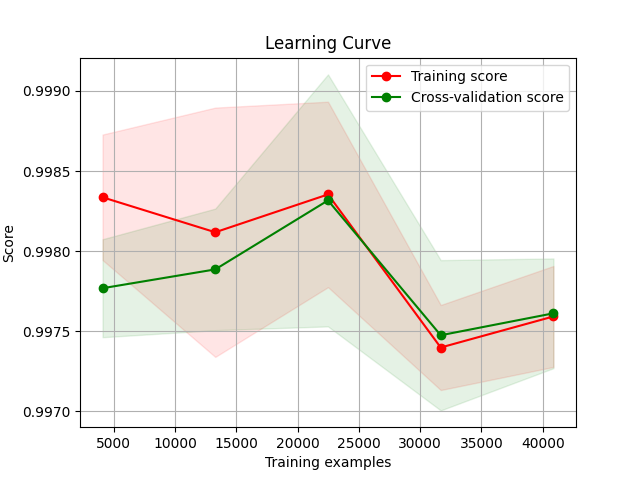 Learning Curve
Training score
Cross-validation score
0.9990
0.9985
0.9980
0.9975
0.9970
Score
5000 10000 15000 20000 25000 30000 35000 40000
Training examples